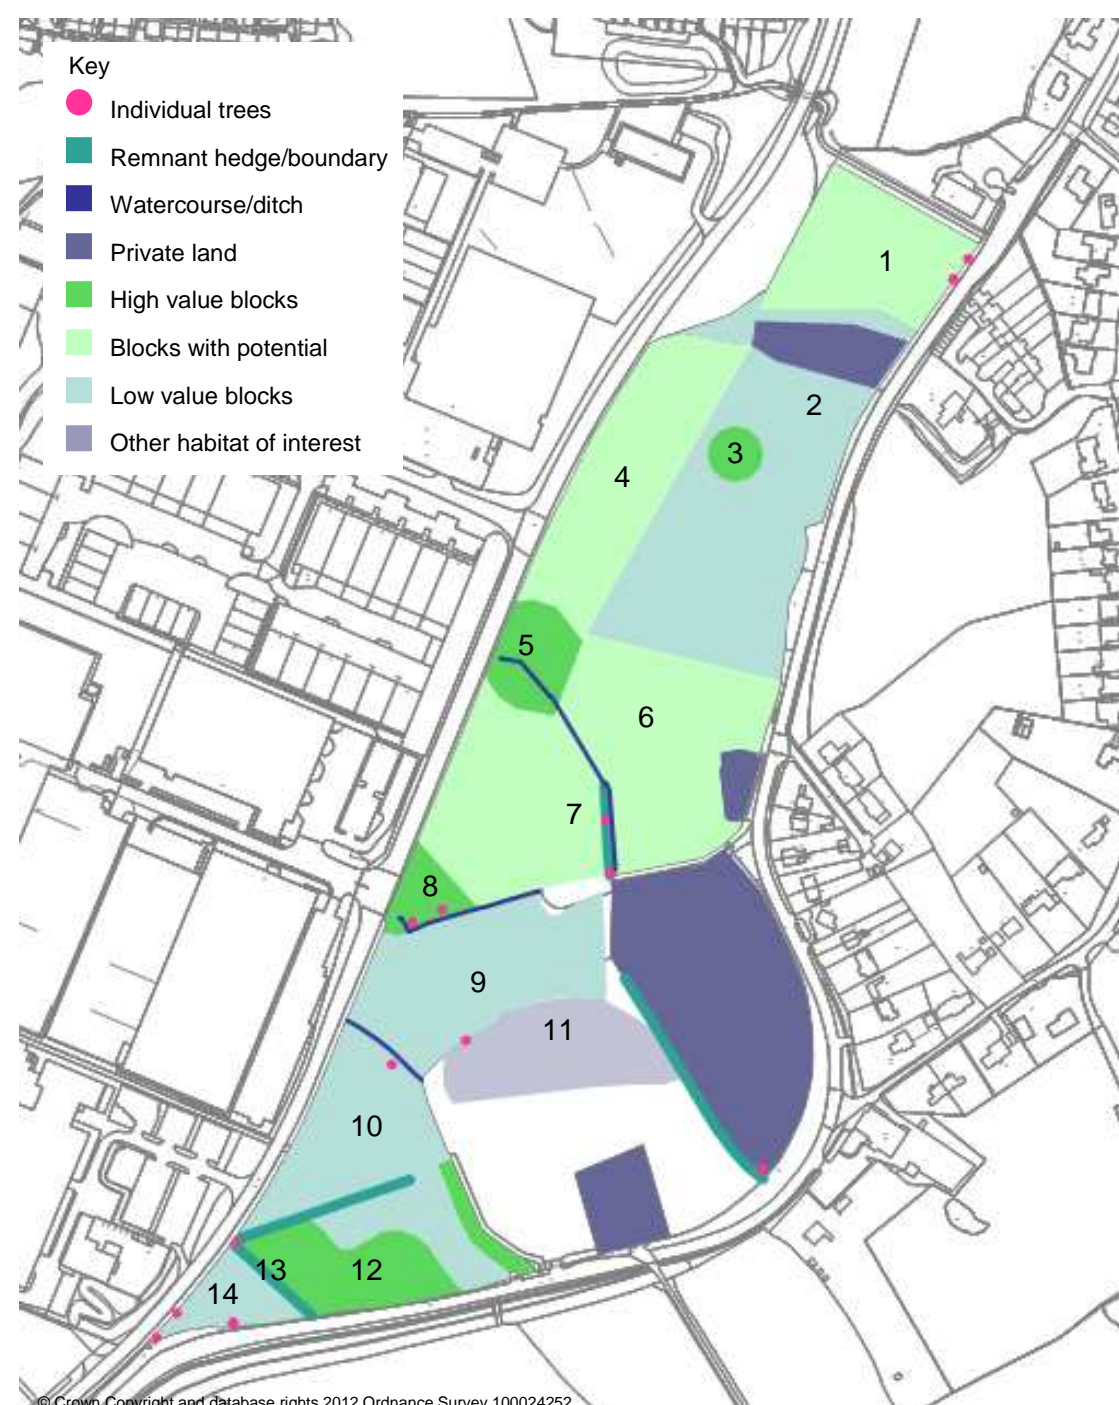 Key
Individual trees
Remnant hedge/boundary
Watercourse/ditch
Private land
High value blocks
Blocks with potential
Low value blocks
Other habitat of interest
1
2
3
4
5
6
7
8
9
11
10
13
12
14
© Crown Copyright and database rights 2012 Ordnance Survey 100024252